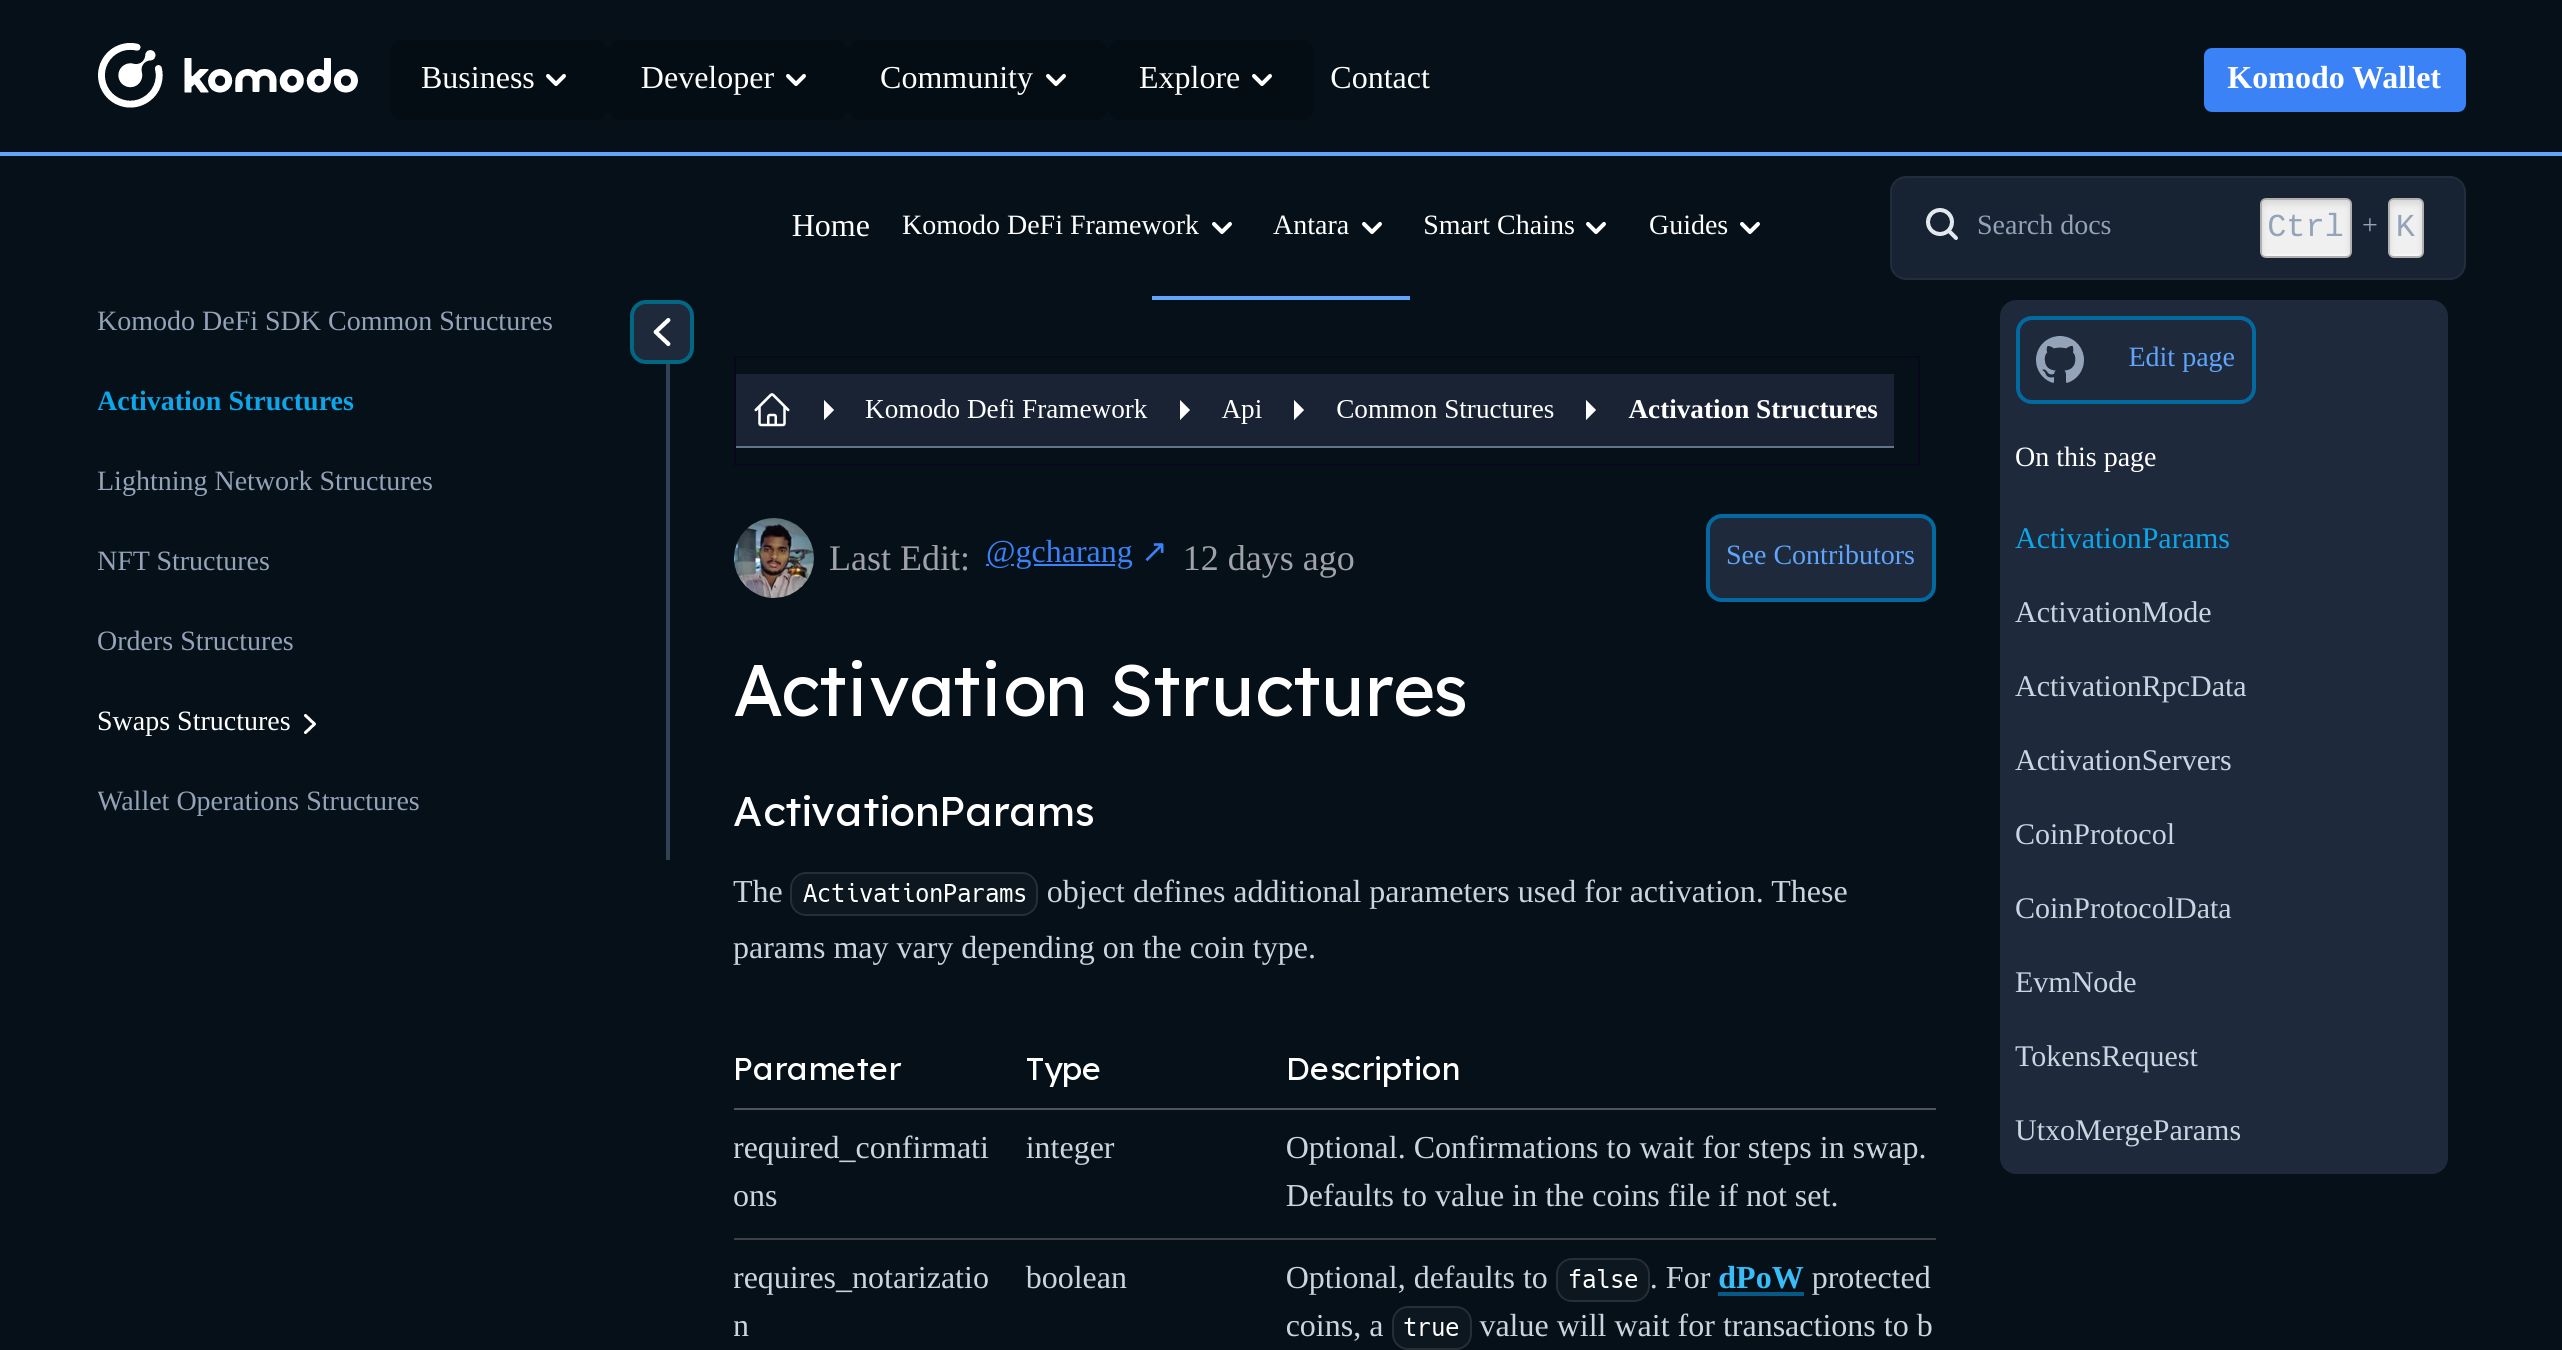 komodo Business Developer Community Explore Contact Komodo Wallet
Home Komodo DeFi Framework Antara Smart Chains Guides Search docs Ctrl + K
Komodo DeFi SDK Common Structures
Activation Structures
Lightning Network Structures
NFT Structures
Orders Structures
Swaps Structures
Wallet Operations Structures
Komodo Defi Framework Api Common Structures Activation Structures
Last Edit: @gcharang ↗ 12 days ago See Contributors
Activation Structures
ActivationParams
The ActivationParams object defines additional parameters used for activation. These
params may vary depending on the coin type.
Parameter Type Description
required_confirmati integer Optional. Confirmations to wait for steps in swap.
ons Defaults to value in the coins file if not set.
requires_notarizatio boolean Optional, defaults to false. For dPoW protected
n coins, a true value will wait for transactions to b
Edit page
On this page
ActivationParams
ActivationMode
ActivationRpcData
ActivationServers
CoinProtocol
CoinProtocolData
EvmNode
TokensRequest
UtxoMergeParams